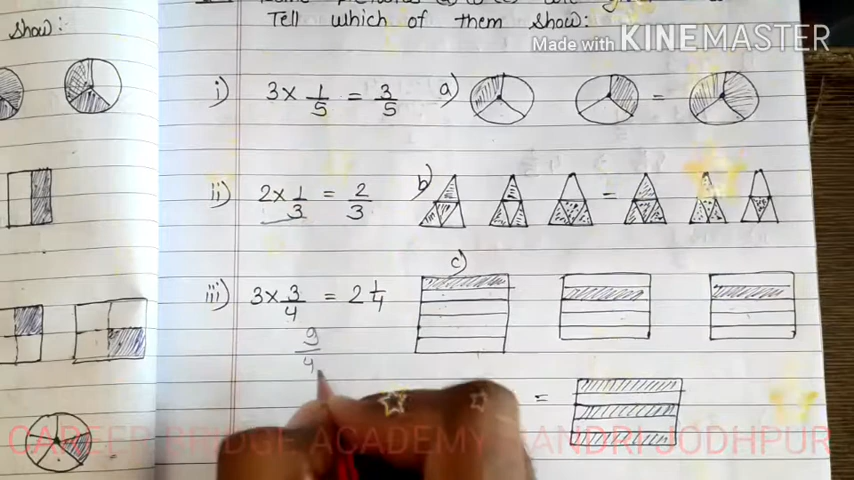 Tell which of them Show:
Show:
Made with KINEMASTER
i) 3 × 1/5 = 3/5 a) =
ii) 2 × 1/3 = 2/3 b) =
c)
iii) 3 × 3/4 = 2 1/4
9/4
=
CAREER BRIDGE ACADEMY BANDRI JODHPUR
=